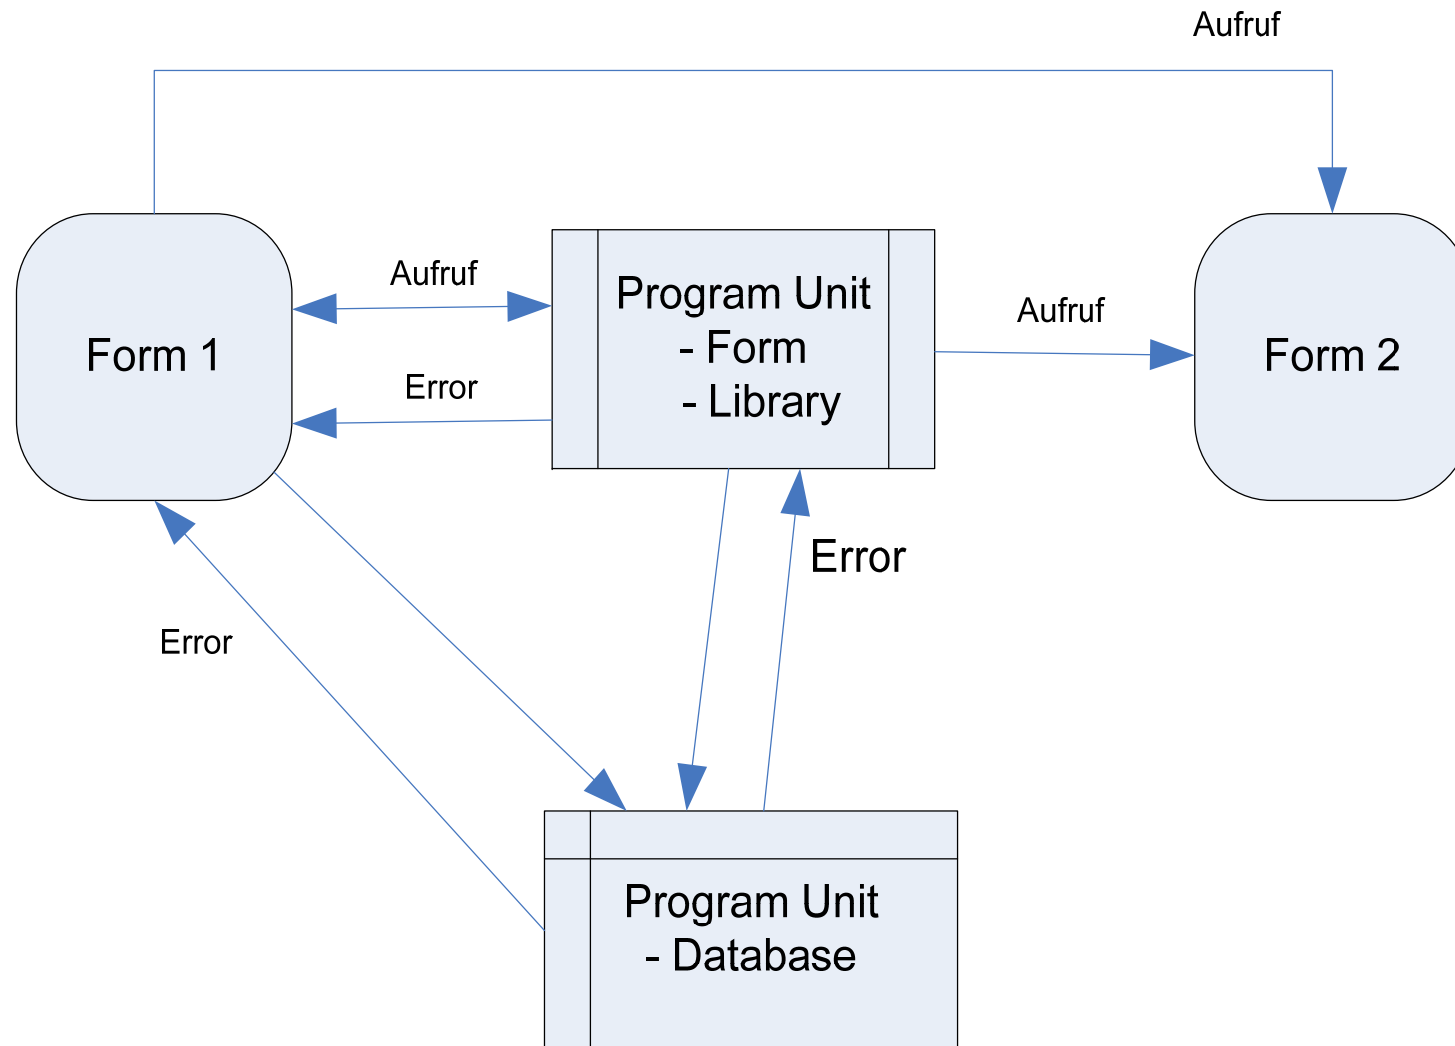 Aufruf
Aufruf
Program Unit
- Form
- Library
Aufruf
Form 1
Form 2
Error
Error
Error
Program Unit
- Database